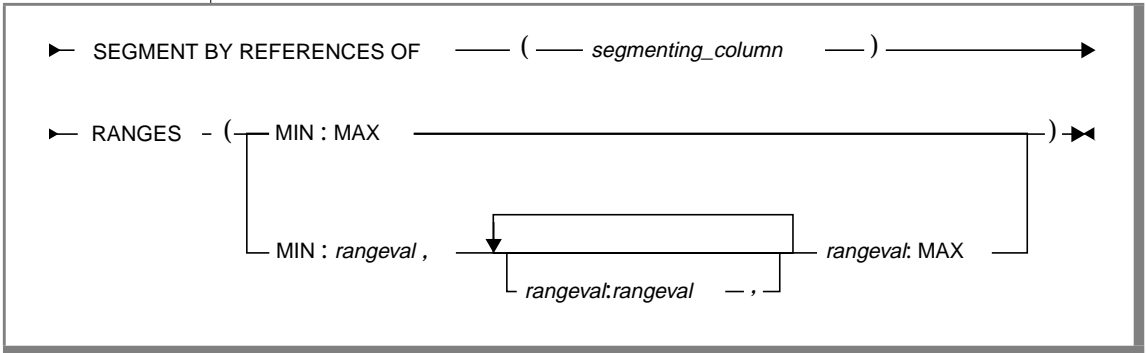 SEGMENT BY REFERENCES OF ( segmenting_column )
RANGES ( MIN : MAX )
MIN : rangeval , rangeval: MAX
rangeval:rangeval ,